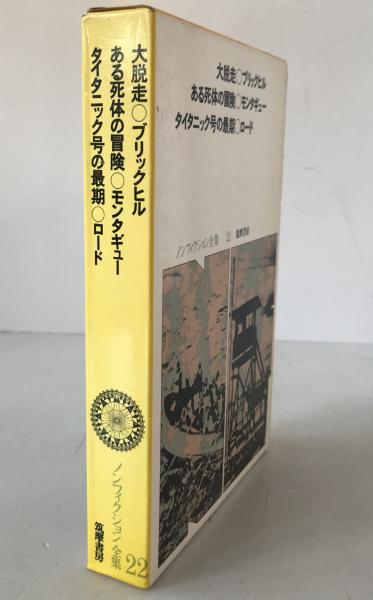 大脱走○ブリックヒル
ある死体の冒険○モンタギュー
タイタニック号の最期○ロード
ノンフィクション全集 22
筑摩書房
大脱走○ブリックヒル
ある死体の冒険○モンタギュー
タイタニック号の最期○ロード
ノンフィクション全集 22 筑摩書房